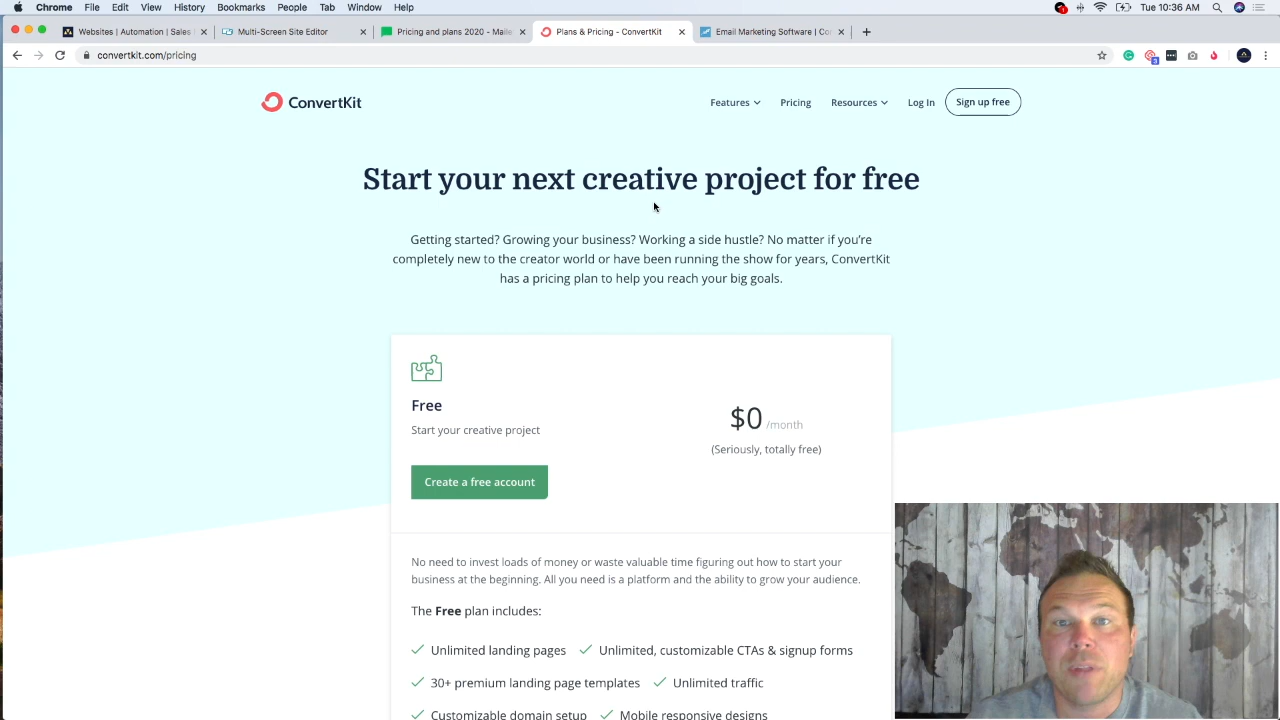 Chrome File Edit View History Bookmarks People Tab Window Help Tue 10:36 AM
Websites | Automation | Sales Multi-Screen Site Editor Pricing and plans 2020 - Maile Plans & Pricing - ConvertKit Email Marketing Software | Co
convertkit.com/pricing
3
ConvertKit Features Pricing Resources Log In Sign up free
Start your next creative project for free
Getting started? Growing your business? Working a side hustle? No matter if you're
completely new to the creator world or have been running the show for years, ConvertKit
has a pricing plan to help you reach your big goals.
Free
Start your creative project
$0 /month
(Seriously, totally free)
Create a free account
No need to invest loads of money or waste valuable time figuring out how to start your
business at the beginning. All you need is a platform and the ability to grow your audience.
The Free plan includes:
Unlimited landing pages Unlimited, customizable CTAs & signup forms
30+ premium landing page templates Unlimited traffic
Customizable domain setup Mobile responsive designs